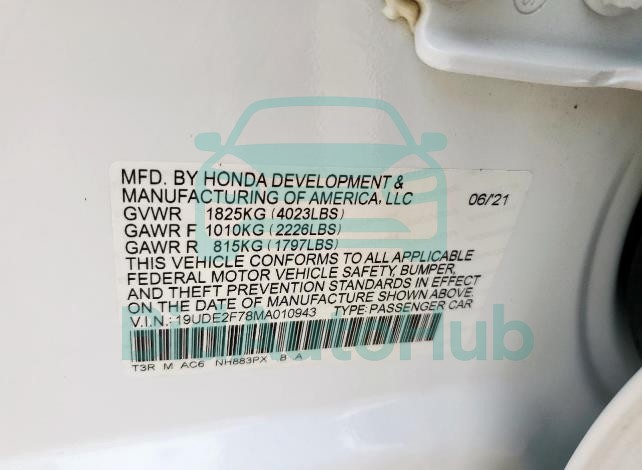 MFD. BY HONDA DEVELOPMENT &
MANUFACTURING OF AMERICA, LLC 06/'21
GVWR 1825KG (4023LBS)
GAWR F 1010KG (2226LBS)
GAWR R 815KG (1797LBS)
THIS VEHICLE CONFORMS TO ALL APPLICABLE
FEDERAL MOTOR VEHICLE SAFETY, BUMPER,
AND THEFT PREVENTION STANDARDS IN EFFECT
ON THE DATE OF MANUFACTURE SHOWN ABOVE.
V.I.N.:19UDE2F78MA010943 TYPE:PASSENGER CAR
T3R M AC6 NH883PX B A